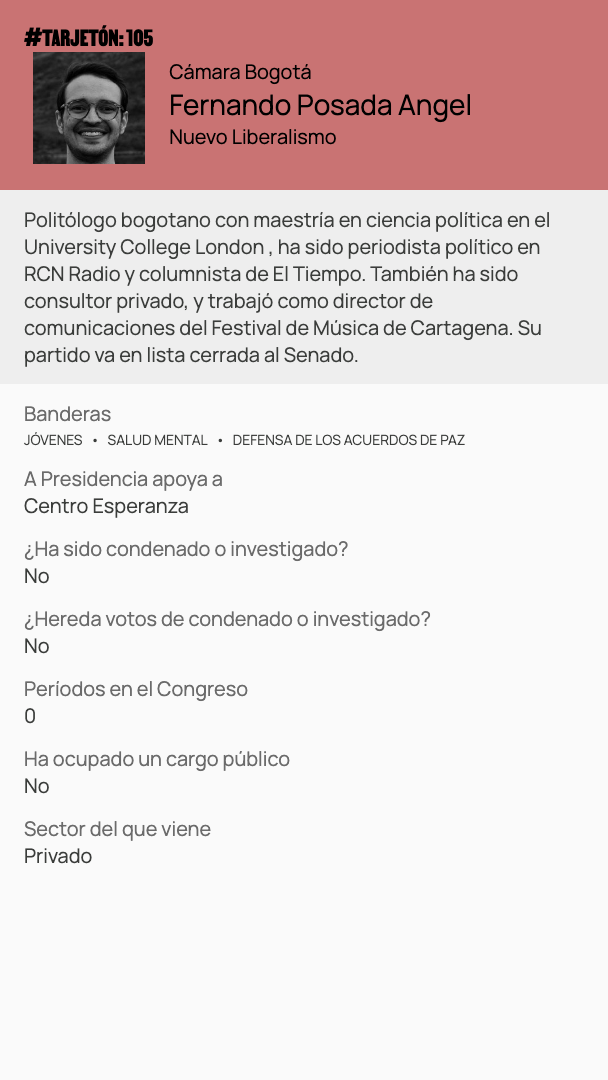 #TARJETÓN: 105
Cámara Bogotá
Fernando Posada Angel
Nuevo Liberalismo
Politólogo bogotano con maestría en ciencia política en el
University College London , ha sido periodista político en
RCN Radio y columnista de El Tiempo. También ha sido
consultor privado, y trabajó como director de
comunicaciones del Festival de Música de Cartagena. Su
partido va en lista cerrada al Senado.
Banderas
JÓVENES • SALUD MENTAL • DEFENSA DE LOS ACUERDOS DE PAZ
A Presidencia apoya a
Centro Esperanza
¿Ha sido condenado o investigado?
No
¿Hereda votos de condenado o investigado?
No
Períodos en el Congreso
0
Ha ocupado un cargo público
No
Sector del que viene
Privado